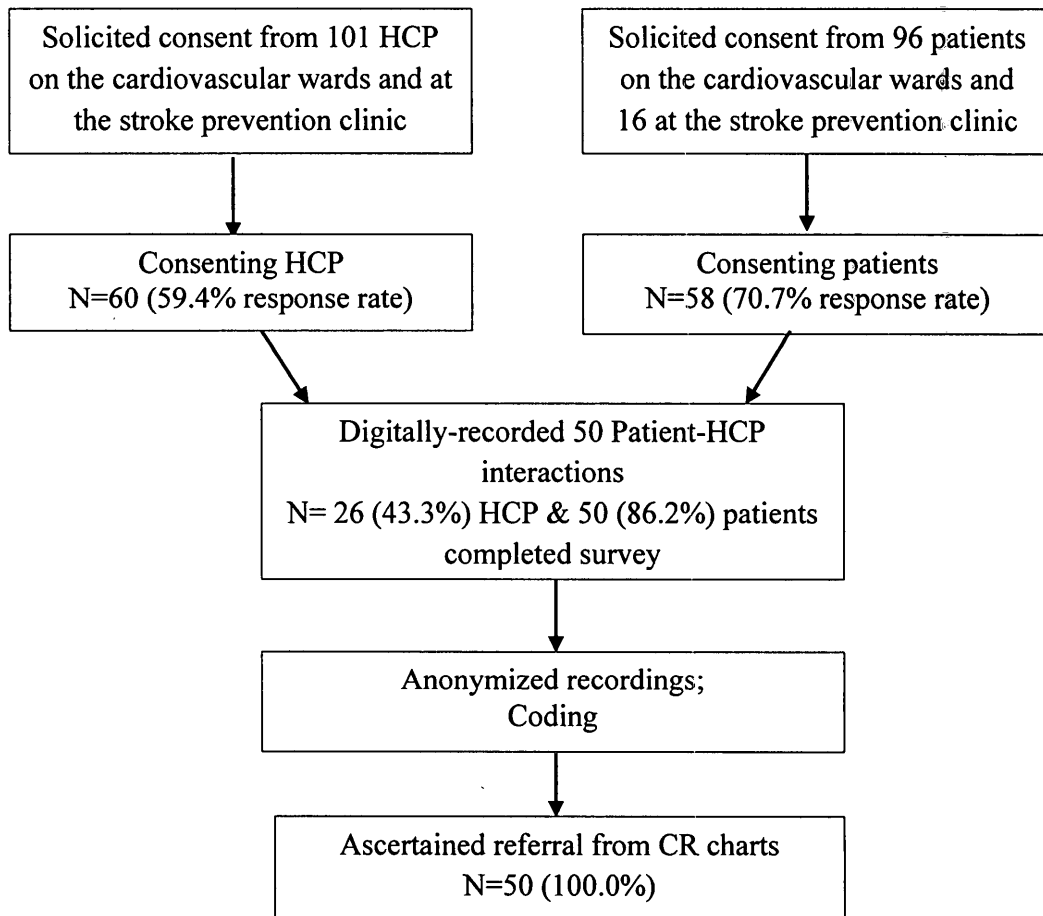 Solicited consent from 101 HCP
on the cardiovascular wards and at
the stroke prevention clinic
Solicited consent from 96 patients
on the cardiovascular wards and
16 at the stroke prevention clinic
Consenting HCP
N=60 (59.4% response rate)
Consenting patients
N=58 (70.7% response rate)
Digitally-recorded 50 Patient-HCP
interactions
N= 26 (43.3%) HCP & 50 (86.2%) patients
completed survey
Anonymized recordings;
Coding
Ascertained referral from CR charts
N=50 (100.0%)